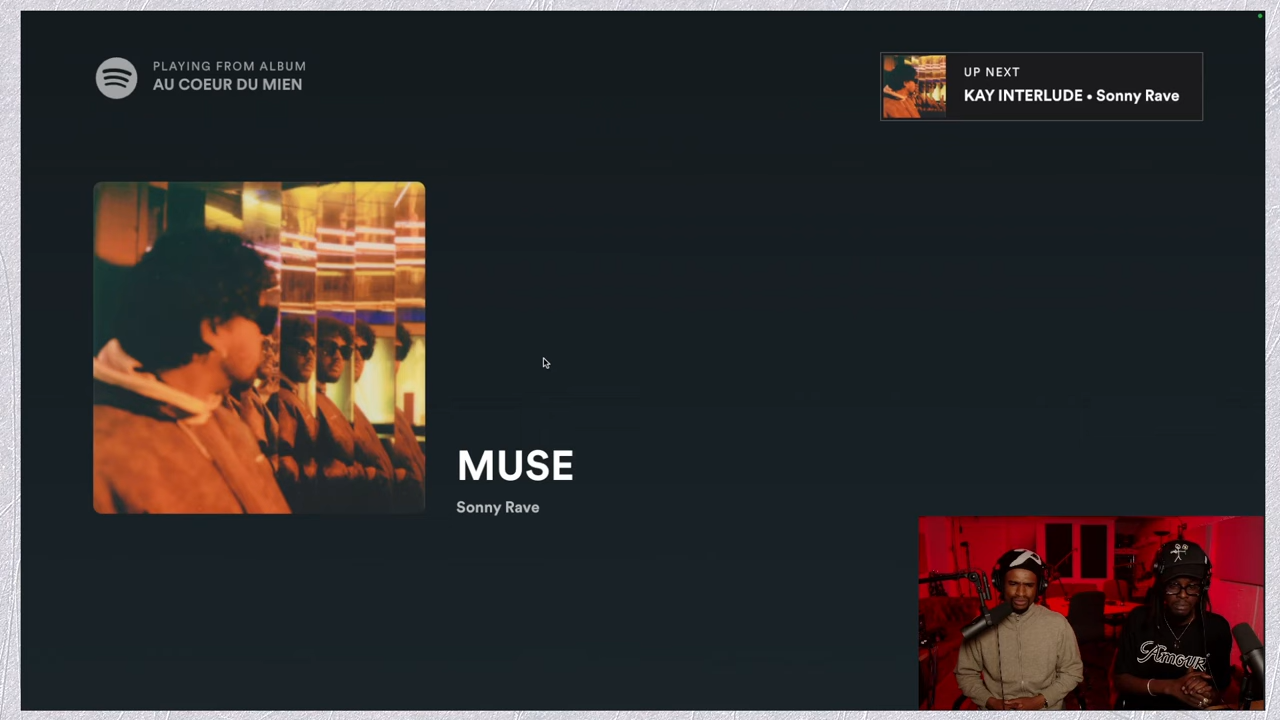 PLAYING FROM ALBUM
AU COEUR DU MIEN
UP NEXT
KAY INTERLUDE • Sonny Rave
MUSE
Sonny Rave
Amour